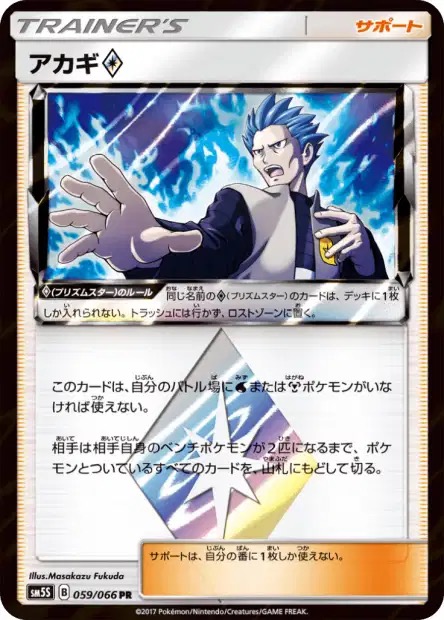 TRAINER'S サポート
アカギ◇
◇(プリズムスター)のルール 同じ名前の◇(プリズムスター)のカードは、デッキに1枚
しか入れられない。トラッシュには行かず、ロストゾーンに置く。
このカードは、自分のバトル場に または ポケモンがいな
ければ使えない。
相手は相手自身のベンチポケモンが2匹になるまで、ポケ
モンとついているすべてのカードを、山札にもどして切る。
サポートは、自分の番に1枚しか使えない。
Illus.Masakazu Fukuda
SM5S B 059/066 PR
©2017 Pokémon/Nintendo/Creatures/GAME FREAK.